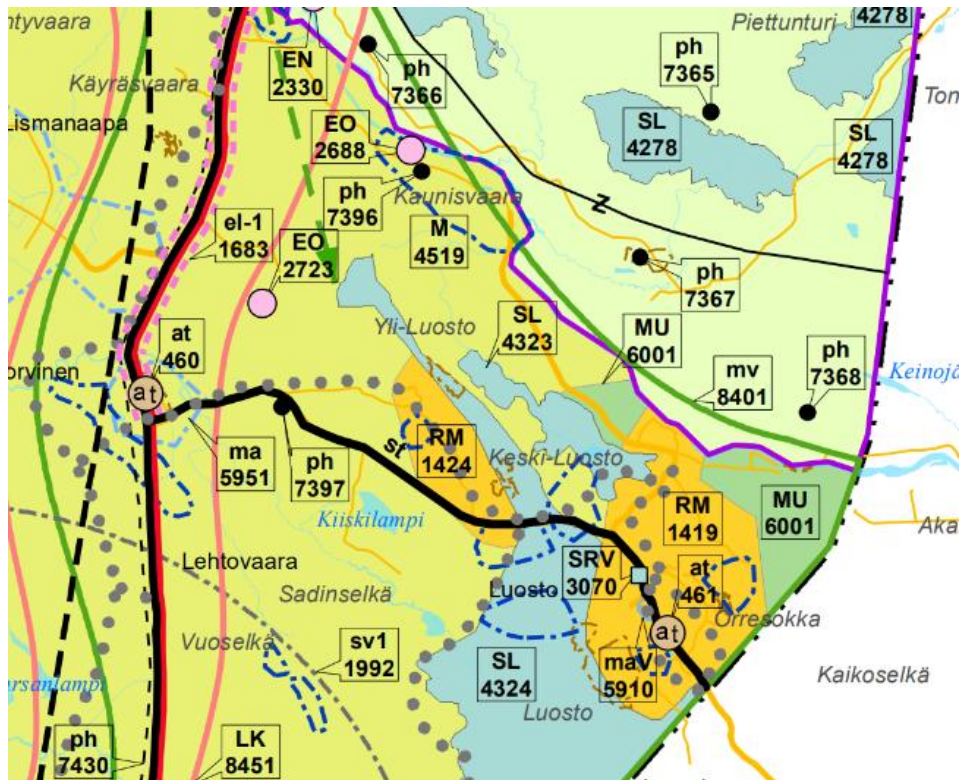 ntyvaara
Käyräsvaara
Lismanaapa
EN
2330
ph
7366
Piettunturi
4278
ph
7365
SL
4278
SL
4278
Ton
EO
2688
ph
7396
Kaunisvaara
M
4519
el-1
1683
EO
2723
Z
ph
7367
at
460
Yli-Luosto
SL
4323
MU
6001
mv
8401
ph
7368
Keinojä
orvinen
at
ma
5951
ph
7397
st
RM
1424
Keski-Luosto
RM
1419
MU
6001
Aka
Kiiskilampi
Lehtovaara
Sadinselkä
Luosto
SRV
3070
at
461
Orresokka
at
Vuoselkä
sv1
1992
SL
4324
maV
5910
Kaikoselkä
ursanlampi
Luosto
ph
7430
LK
8451